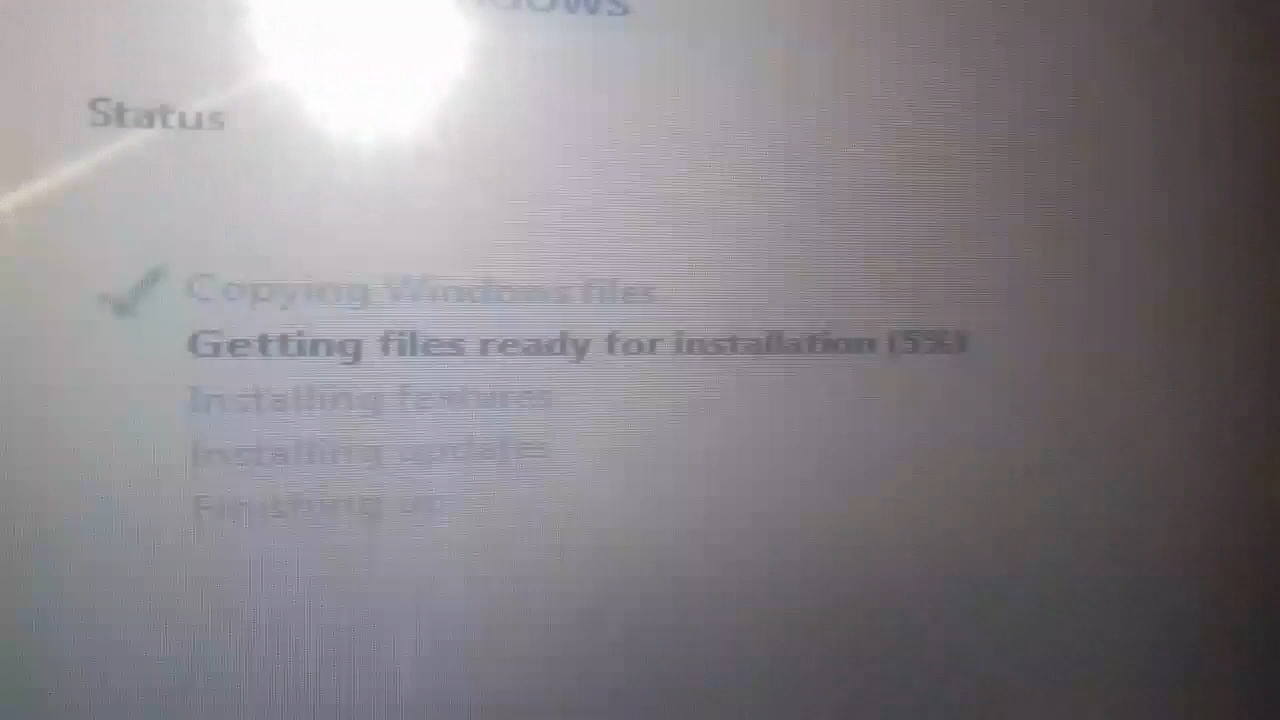 Status
Copying Windows files
Getting files ready for installation (5%)
Installing features
Installing updates
Finishing up